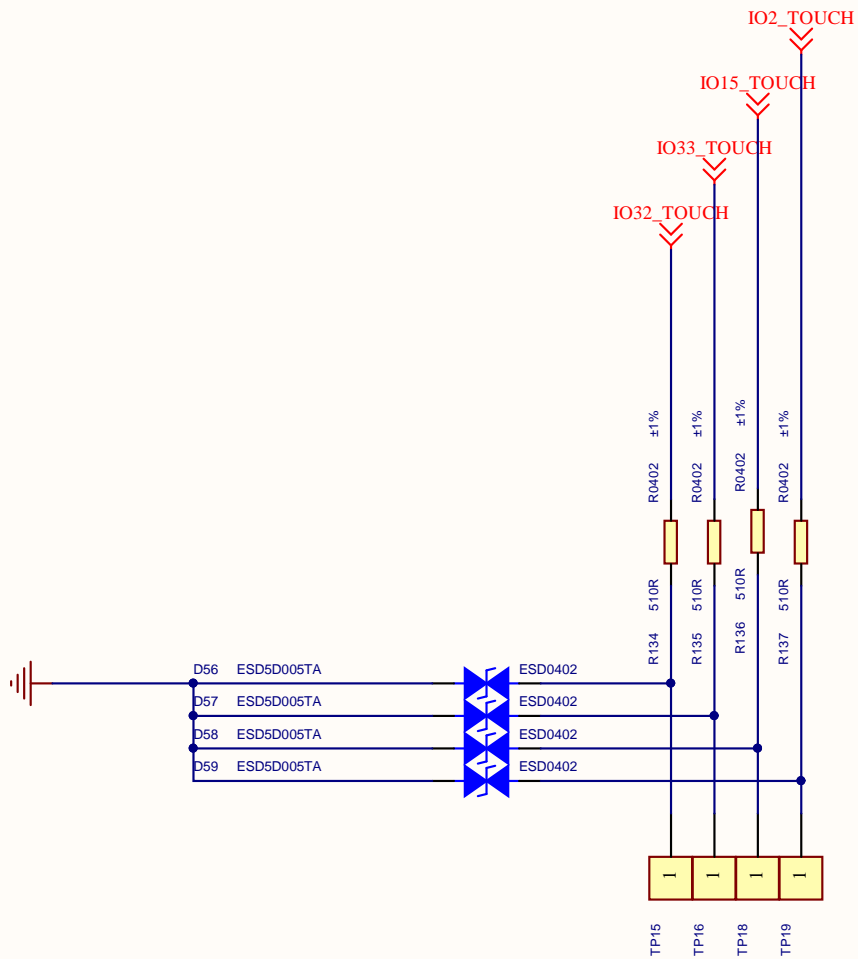 IO2_TOUCH
IO15_TOUCH
IO33_TOUCH
IO32_TOUCH
±1%
±1%
±1%
±1%
R0402
R0402
R0402
R0402
510R
510R
510R
510R
R134
R135
R136
R137
D56 ESD5D005TA ESD0402
D57 ESD5D005TA ESD0402
D58 ESD5D005TA ESD0402
D59 ESD5D005TA ESD0402
1
1
1
1
TP15
TP16
TP18
TP19